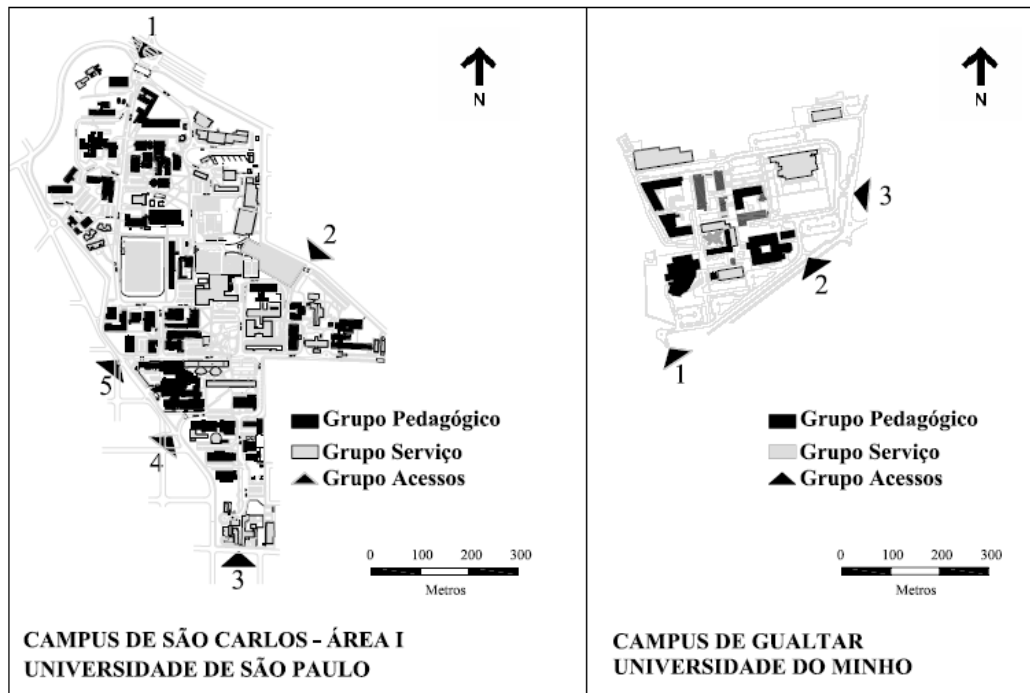 1
N
2
5
4
3
Grupo Pedagógico
Grupo Serviço
Grupo Acessos
0 100 200 300
Metros
CAMPUS DE SÃO CARLOS - ÁREA I
UNIVERSIDADE DE SÃO PAULO
N
3
2
1
Grupo Pedagógico
Grupo Serviço
Grupo Acessos
0 100 200 300
Metros
CAMPUS DE GUALTAR
UNIVERSIDADE DO MINHO